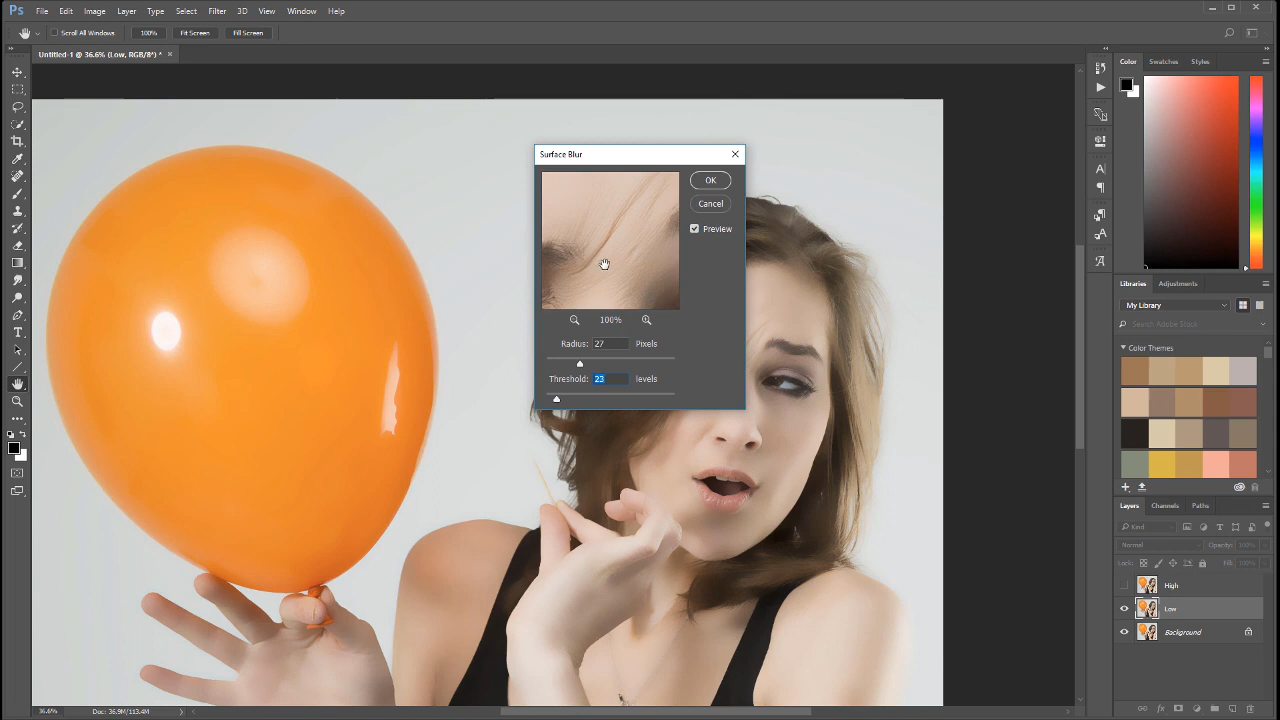 Ps File Edit Image Layer Type Select Filter 3D View Window Help
Scroll All Windows 100% Fit Screen Fill Screen
Untitled-1 @ 36.6% (Low, RGB/8*) * ×
Surface Blur
OK
Cancel
Preview
100%
Radius: 27 Pixels
Threshold: 23 levels
Color Swatches Styles
Libraries Adjustments
My Library
Search Adobe Stock
Color Themes
Layers Channels Paths
Kind
Normal Opacity: 100%
Lock: Fill: 100%
High
Low
Background
36.6% Doc: 36.9M/113.4M